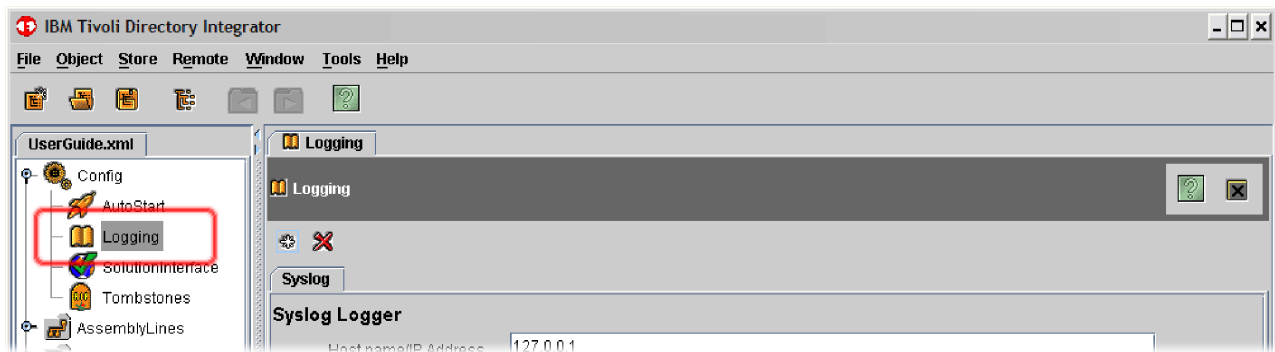 IBM Tivoli Directory Integrator
File Object Store Remote Window Tools Help
UserGuide.xml
Config
AutoStart
Logging
SolutionInterface
Tombstones
AssemblyLines
Logging
Logging
Syslog
Syslog Logger
Host name/IP Address 127.0.0.1